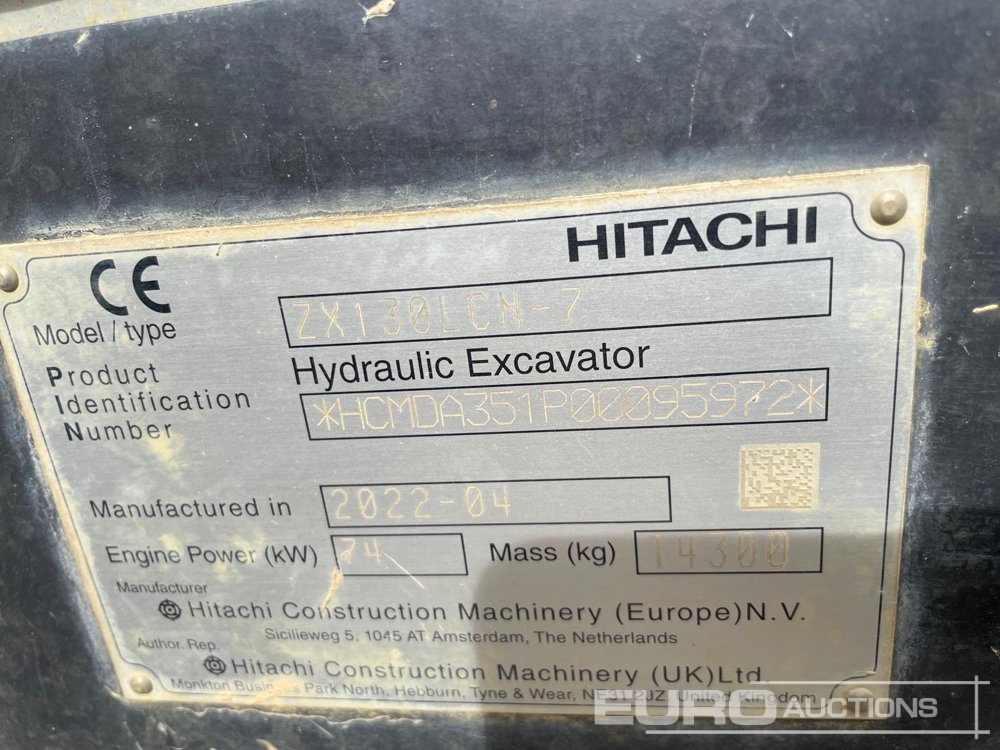 CE
HITACHI
Model / type ZX130LCN-7
Product Hydraulic Excavator
Identification
Number *HCMDA351P00095972*
Manufactured in 2022-04
Engine Power (kW) 74 Mass (kg) 14300
Manufacturer
Hitachi Construction Machinery (Europe) N.V.
Sicilieweg 5, 1045 AT Amsterdam, The Netherlands
Author. Rep.
Hitachi Construction Machinery (UK) Ltd.
Monkton Business Park North, Hebburn, Tyne & Wear, NE31 2JZ, United Kingdom
EURO AUCTIONS